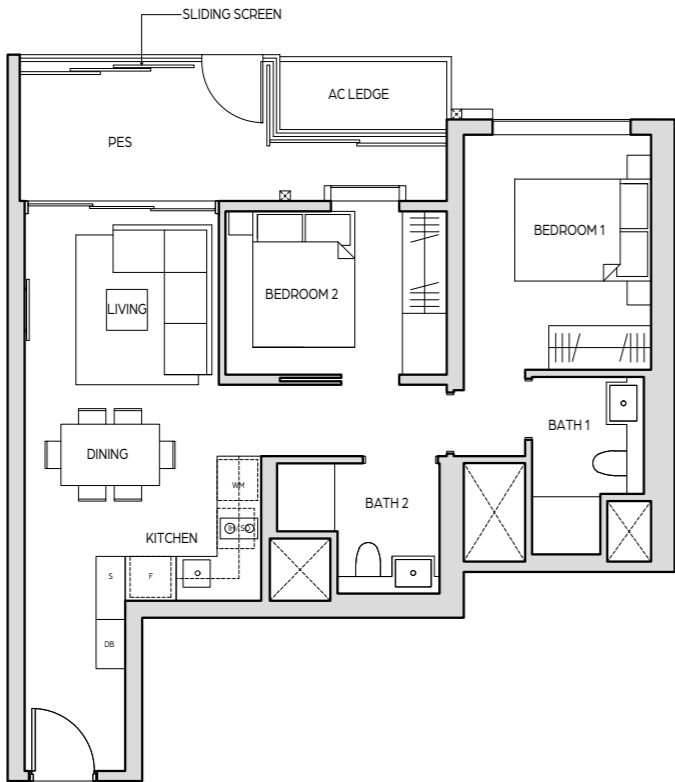 SLIDING SCREEN
AC LEDGE
PES
BEDROOM 1
BEDROOM 2
LIVING
BATH 1
DINING
WM
BATH 2
KITCHEN
S
F
DB